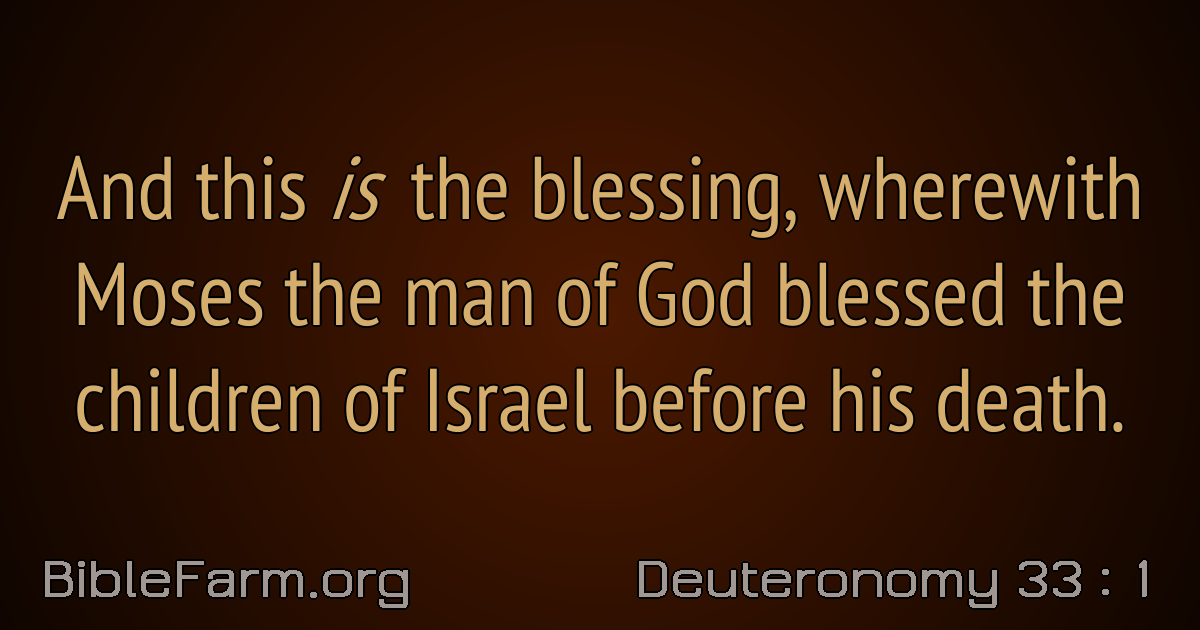 And this is the blessing, wherewith
Moses the man of God blessed the
children of Israel before his death.
BibleFarm.org
Deuteronomy 33 : 1